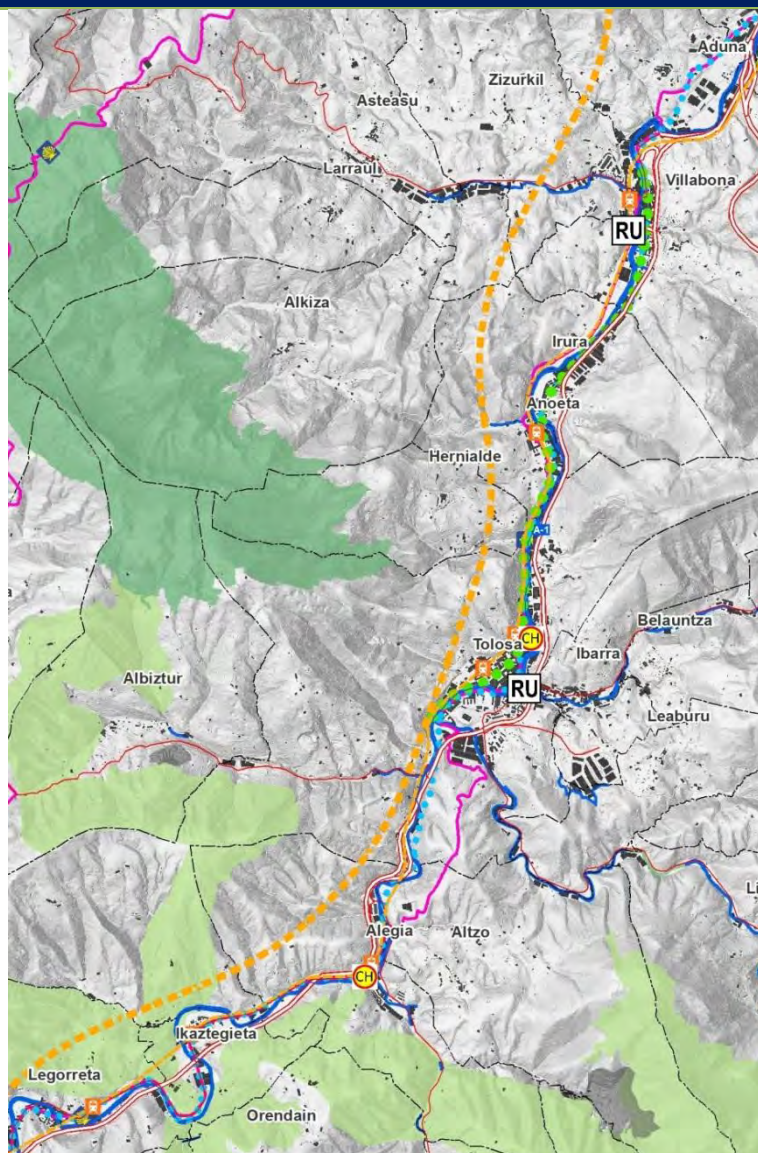 Aduna
Zizurkil
Asteasu
Larraul
Villabona
RU
Alkiza
Irura
Anoeta
Hernialde
A-1
Belauntza
CH
Tolosa
Ibarra
Albiztur
RU
Leaburu
Alegia
Altzo
CH
Ikaztegieta
Legorreta
Orendain